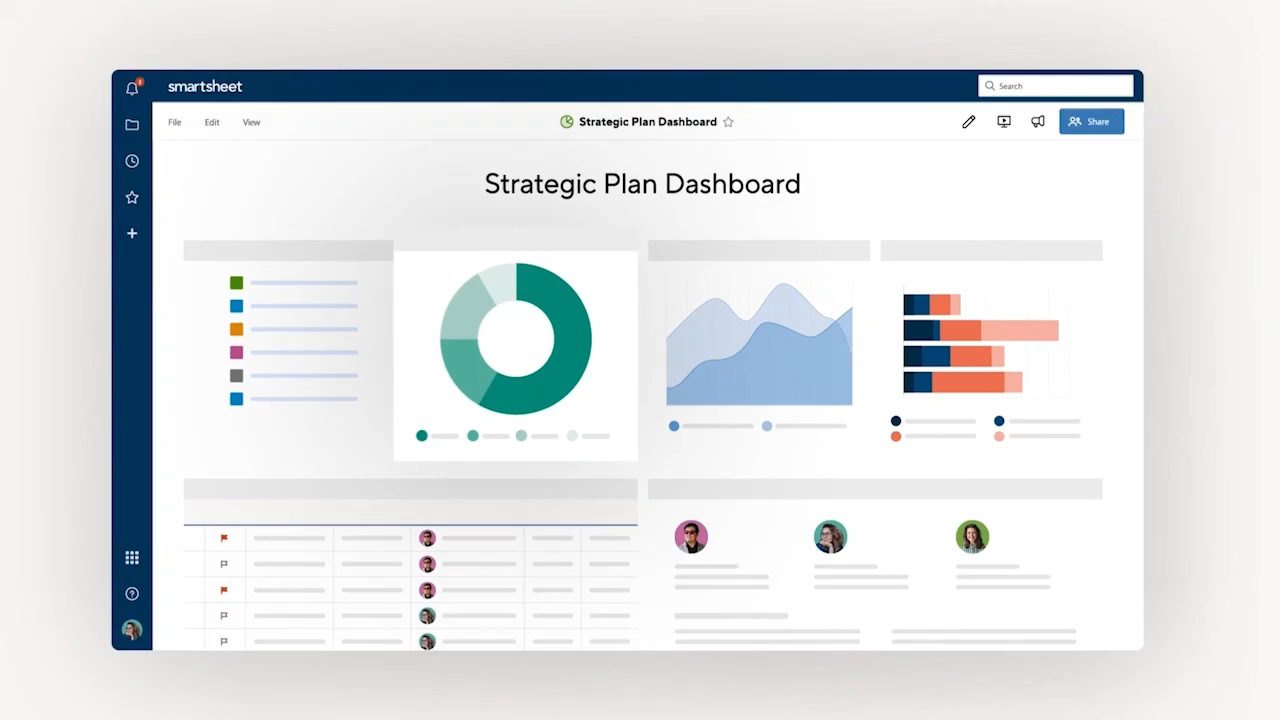 smartsheet
Search
File
Edit
View
Strategic Plan Dashboard
Share
Strategic Plan Dashboard